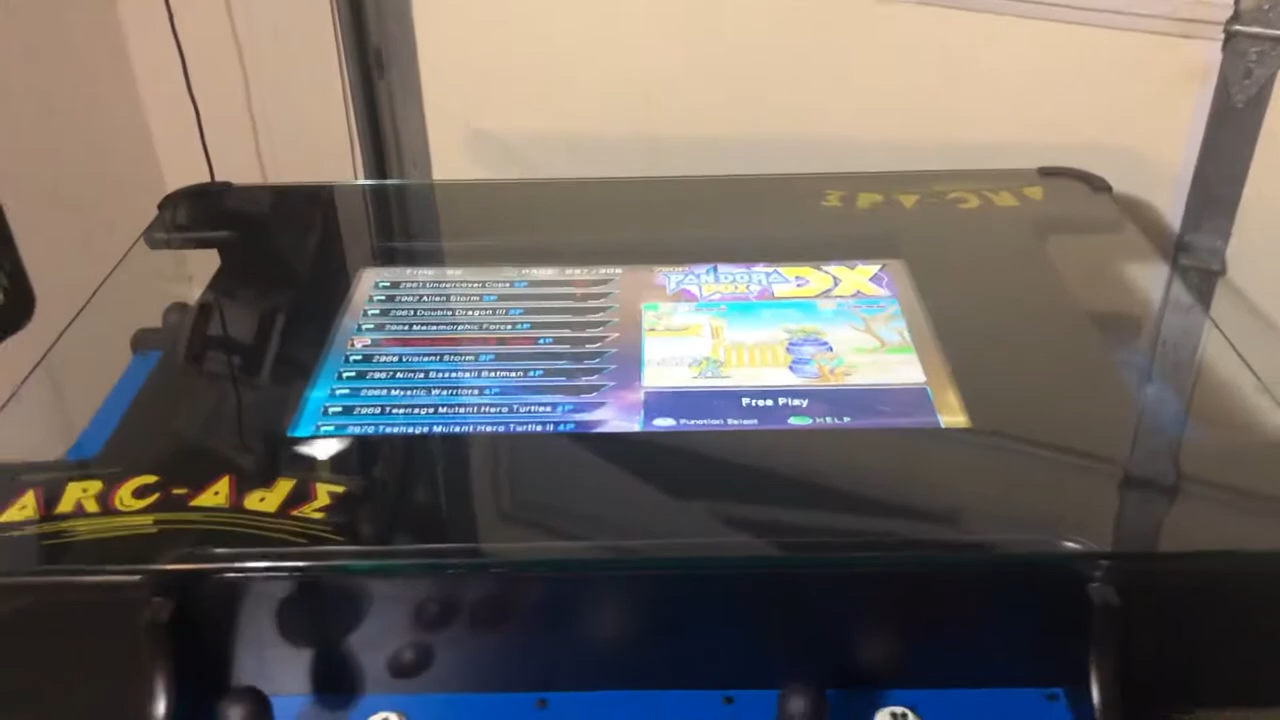 2961 Undercover Cops 3P
2962 Alien Storm 3P
2963 Double Dragon III 3P
2964 Metamorphic Force 4P
4P
2966 Violent Storm 3P
2967 Ninja Baseball Batman 4P
2968 Mystic Warriors 4P
2969 Teenage Mutant Hero Turtles 4P
2970 Teenage Mutant Hero Turtle II 4P
PANDORA BOX DX
Free Play
Function Select
HELP
ARC-ADE
ARC-ADE